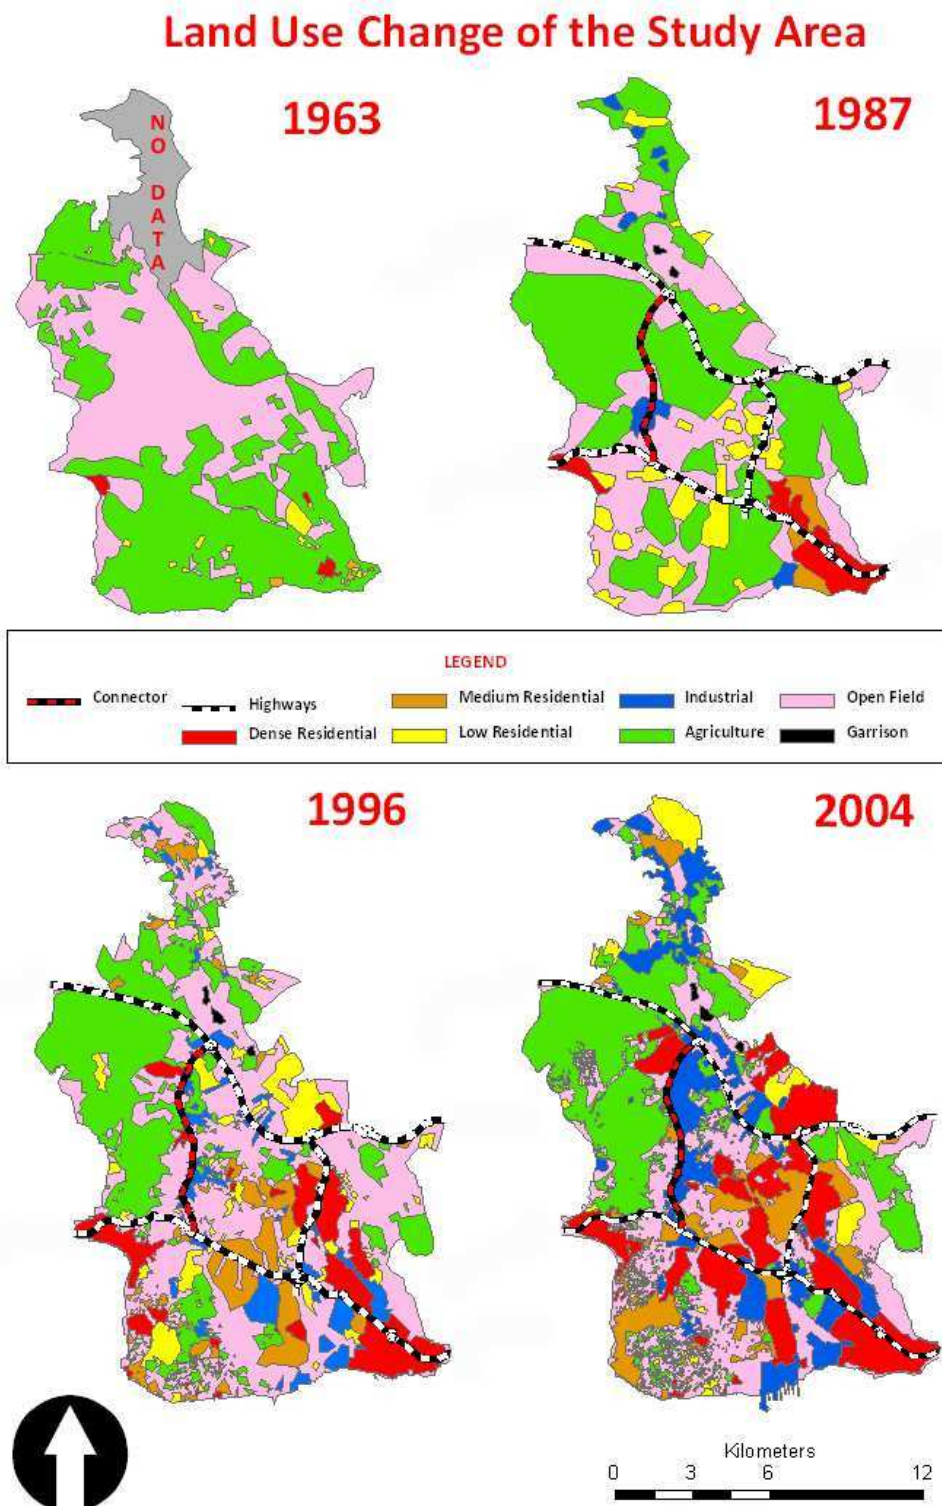 Land Use Change of the Study Area
1963
1987
NO DATA
LEGEND
Connector
Highways
Medium Residential
Industrial
Open Field
Dense Residential
Low Residential
Agriculture
Garrison
1996
2004
Kilometers
0 3 6 12